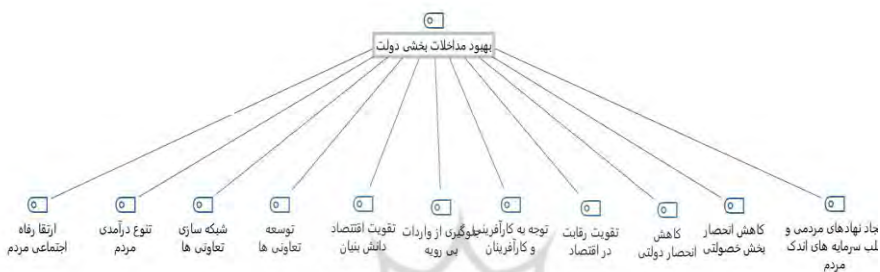 بهبود مداخلات بخشی دولت
جاد نهادهای مردمی و
لب سرمایه های اندک
مردم
کاهش انحصار
بخش خصولتی
کاهش
انحصار دولتی
تقویت رقابت
در اقتصاد
توجه به کارآفرینی
و کارآفرینان
جلوگیری از واردات
بی رویه
تقویت اقتصاد
دانش بنیان
توسعه
تعاونی ها
شبکه سازی
تعاونی ها
تنوع درآمدی
مردم
ارتقا رفاه
اجتماعی مردم